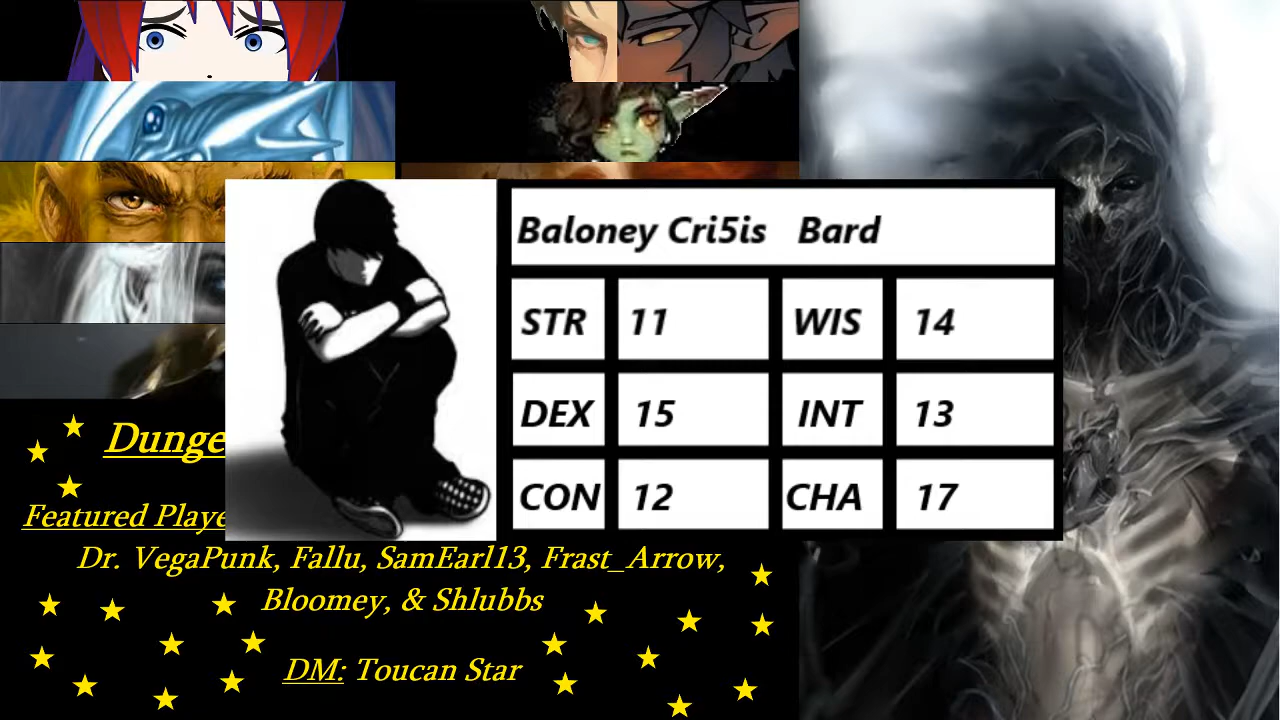 Baloney Cri5is Bard
STR 11 WIS 14
DEX 15 INT 13
CON 12 CHA 17
Dunge
Featured Playe
Dr. VegaPunk, Fallu, SamEarl13, Frast_Arrow,
Bloomey, & Shlubbs
DM: Toucan Star